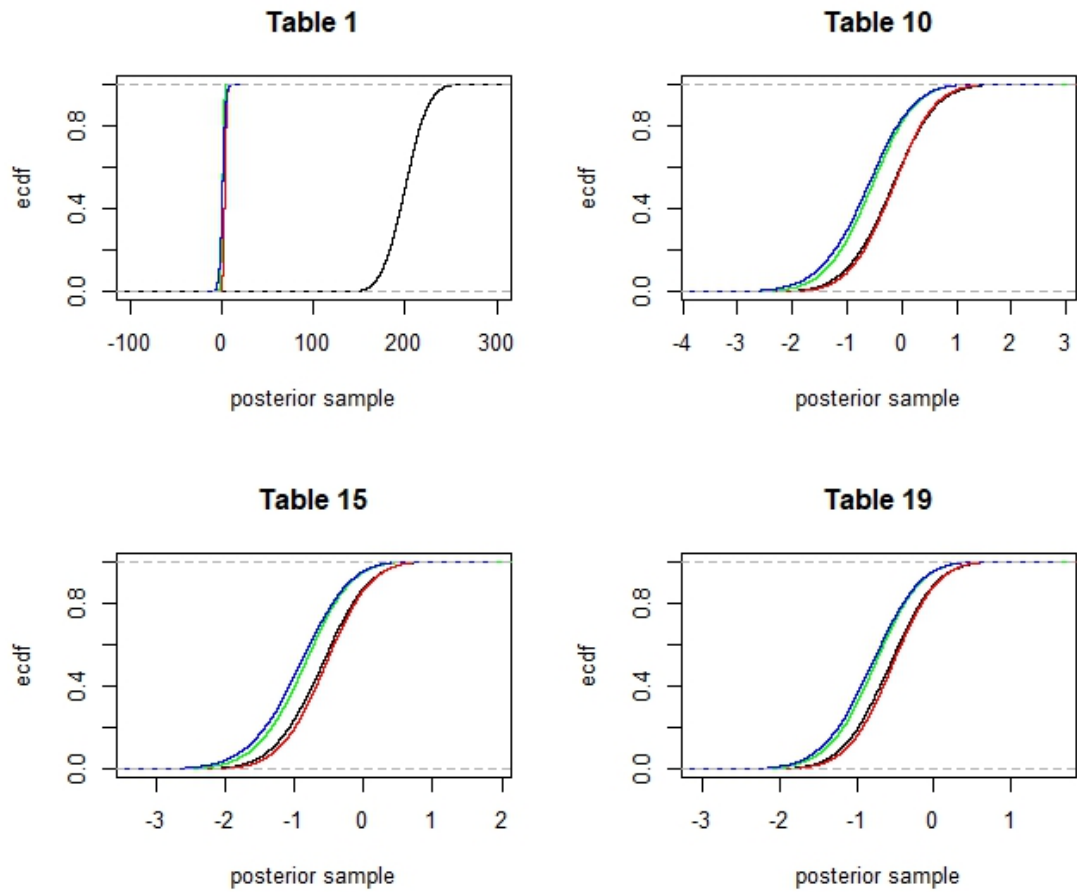 Table 1
ecdf
0.0 0.4 0.8
-100 0 100 200 300
posterior sample
Table 10
ecdf
0.0 0.4 0.8
-4 -3 -2 -1 0 1 2 3
posterior sample
Table 15
ecdf
0.0 0.4 0.8
-3 -2 -1 0 1 2
posterior sample
Table 19
ecdf
0.0 0.4 0.8
-3 -2 -1 0 1
posterior sample